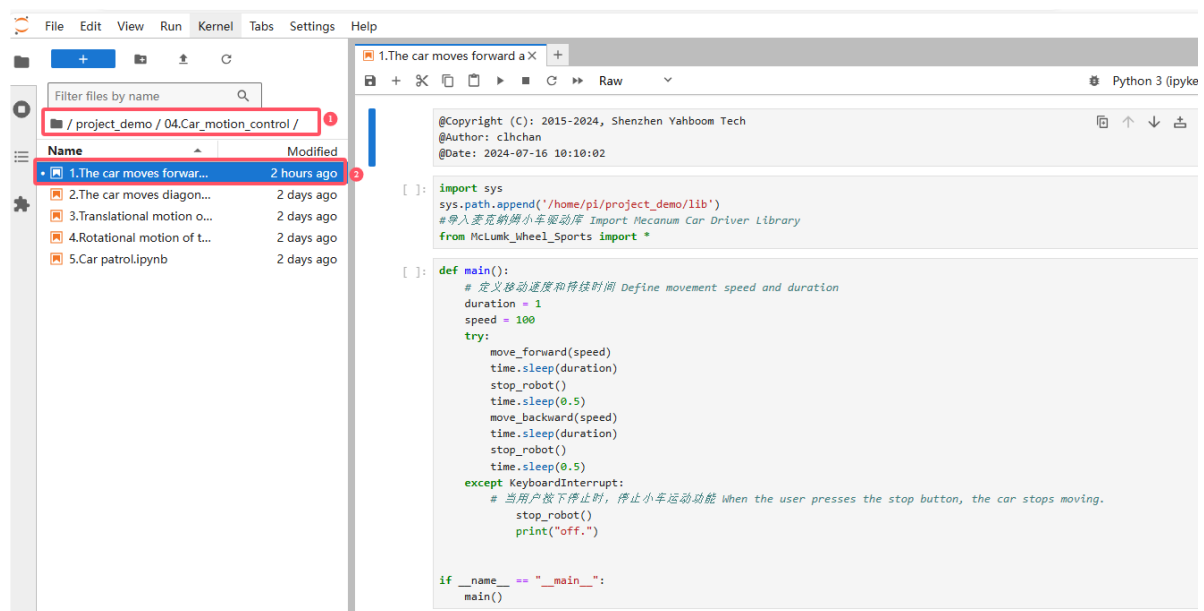 File Edit View Run Kernel Tabs Settings Help
+
Filter files by name
/ project_demo / 04.Car_motion_control /
1
Name Modified
1.The car moves forwar... 2 hours ago
2
2.The car moves diagon... 2 days ago
3.Translational motion o... 2 days ago
4.Rotational motion of t... 2 days ago
5.Car patrol.ipynb 2 days ago
1.The car moves forward a
Raw
Python 3 (ipyke
@Copyright (C): 2015-2024, Shenzhen Yahboom Tech
@Author: clhchan
@Date: 2024-07-16 10:10:02
[ ]: import sys
sys.path.append('/home/pi/project_demo/lib')
#导入麦克纳姆小车驱动库 Import Mecanum Car Driver Library
from McLumk_Wheel_Sports import *
[ ]: def main():
# 定义移动速度和持续时间 Define movement speed and duration
duration = 1
speed = 100
try:
move_forward(speed)
time.sleep(duration)
stop_robot()
time.sleep(0.5)
move_backward(speed)
time.sleep(duration)
stop_robot()
time.sleep(0.5)
except KeyboardInterrupt:
# 当用户按下停止时，停止小车运动功能 When the user presses the stop button, the car stops moving.
stop_robot()
print("off.")
if __name__ == "__main__":
main()